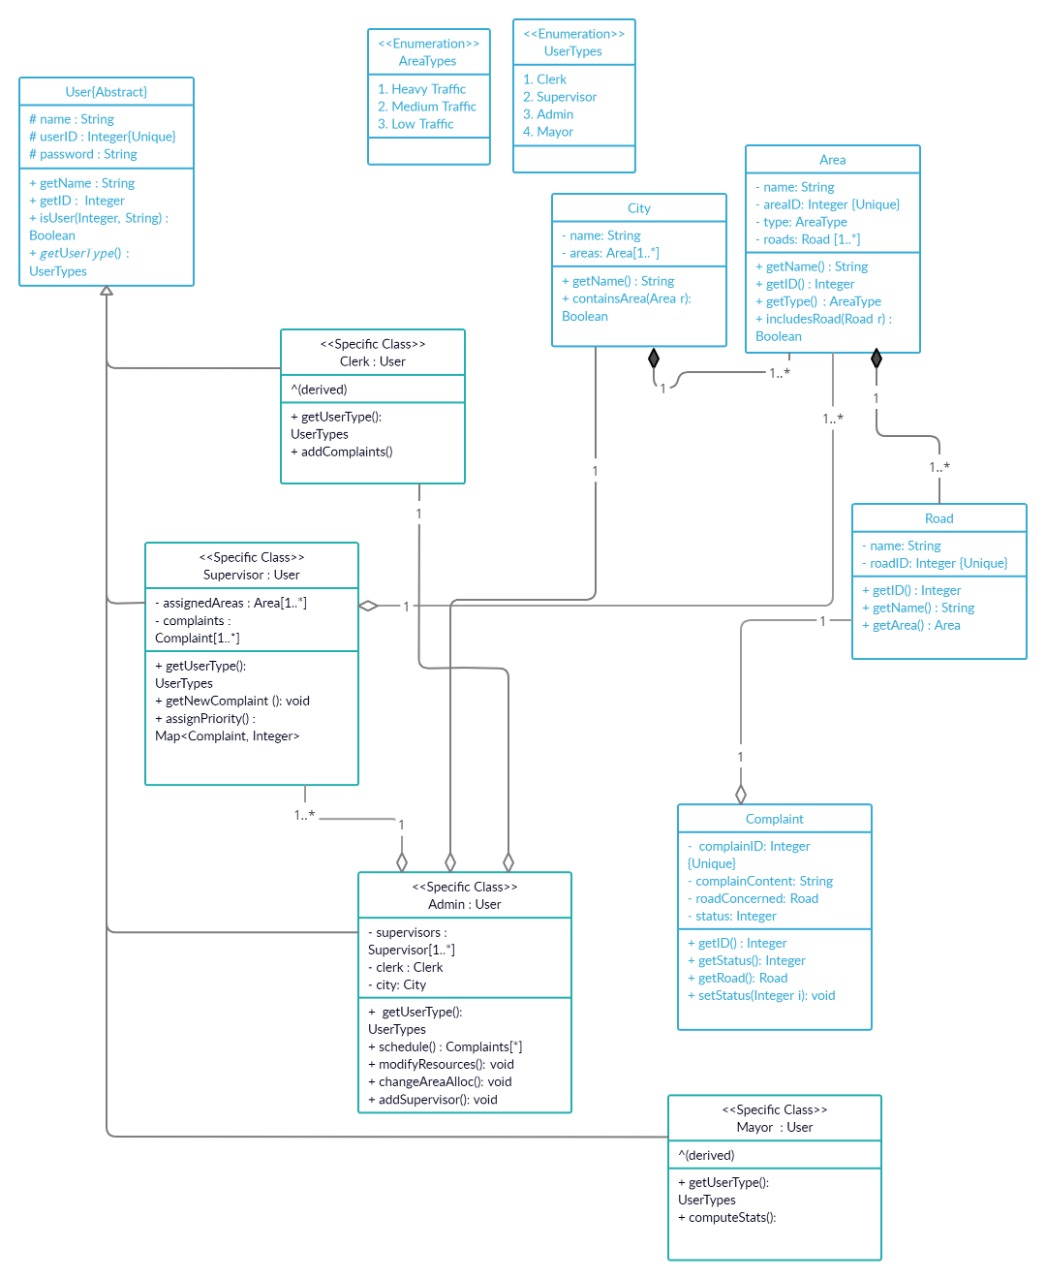 <<Enumeration>>
AreaTypes
1. Heavy Traffic
2. Medium Traffic
3. Low Traffic
<<Enumeration>>
UserTypes
1. Clerk
2. Supervisor
3. Admin
4. Mayor
User{Abstract}
# name : String
# userID : Integer{Unique}
# password : String
+ getName : String
+ getID : Integer
+ isUser(Integer, String) :
Boolean
+ getUserType() :
UserTypes
City
- name: String
- areas: Area[1..*]
+ getName() : String
+ containsArea(Area r):
Boolean
Area
- name: String
- areaID: Integer {Unique}
- type: AreaType
- roads: Road [1..*]
+ getName() : String
+ getID() : Integer
+ getType() : AreaType
+ includesRoad(Road r) :
Boolean
1
1..*
1..*
1
1..*
1
<<Specific Class>>
Clerk : User
^(derived)
+ getUserType():
UserTypes
+ addComplaints()
1
Road
- name: String
- roadID: Integer {Unique}
+ getID() : Integer
+ getName() : String
+ getArea() : Area
<<Specific Class>>
Supervisor : User
- assignedAreas : Area[1..*]
- complaints :
Complaint[1..*]
+ getUserType():
UserTypes
+ getNewComplaint (): void
+ assignPriority() :
Map<Complaint, Integer>
1
1
1
1..*
1
Complaint
- complainID: Integer
{Unique}
- complainContent: String
- roadConcerned: Road
- status: Integer
+ getID() : Integer
+ getStatus(): Integer
+ getRoad(): Road
+ setStatus(Integer i): void
<<Specific Class>>
Admin : User
- supervisors :
Supervisor[1..*]
- clerk : Clerk
- city: City
+ getUserType():
UserTypes
+ schedule() : Complaints[*]
+ modifyResources(): void
+ changeAreaAlloc(): void
+ addSupervisor(): void
<<Specific Class>>
Mayor : User
^(derived)
+ getUserType():
UserTypes
+ computeStats():